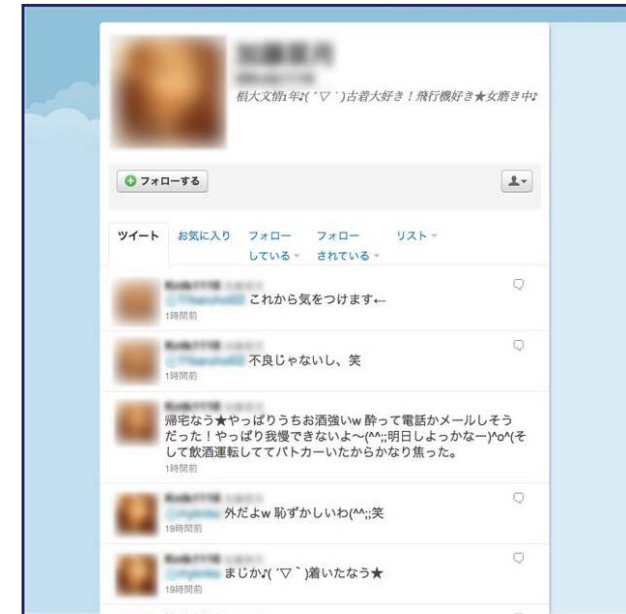 相大文情1年♪( ´▽｀)古着大好き！飛行機好き★女磨き中♪
フォローする
ツイート お気に入り フォローしている フォローされている リスト
これから気をつけます←
1時間前
不良じゃないし、笑
1時間前
帰宅なう★やっぱりうちお酒強いw 酔って電話かメールしそう
だった！やっぱり我慢できないよ〜(^^;;明日しよっかなー)^o^(そ
して飲酒運転しててパトカーいたからかなり焦った。
1時間前
外だよw 恥ずかしいわ(^^;;笑
19時間前
まじか♪( ´▽｀)着いたなう★
19時間前